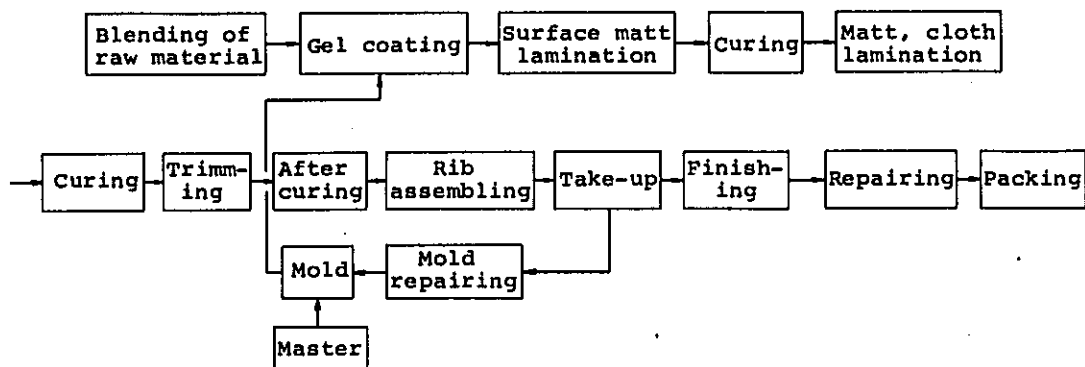 Blending of
raw material
Gel coating
Surface matt
lamination
Curing
Matt, cloth
lamination
Curing
Trimm-
ing
After
curing
Rib
assembling
Take-up
Finish-
ing
Repairing
Packing
Mold
Mold
repairing
Master